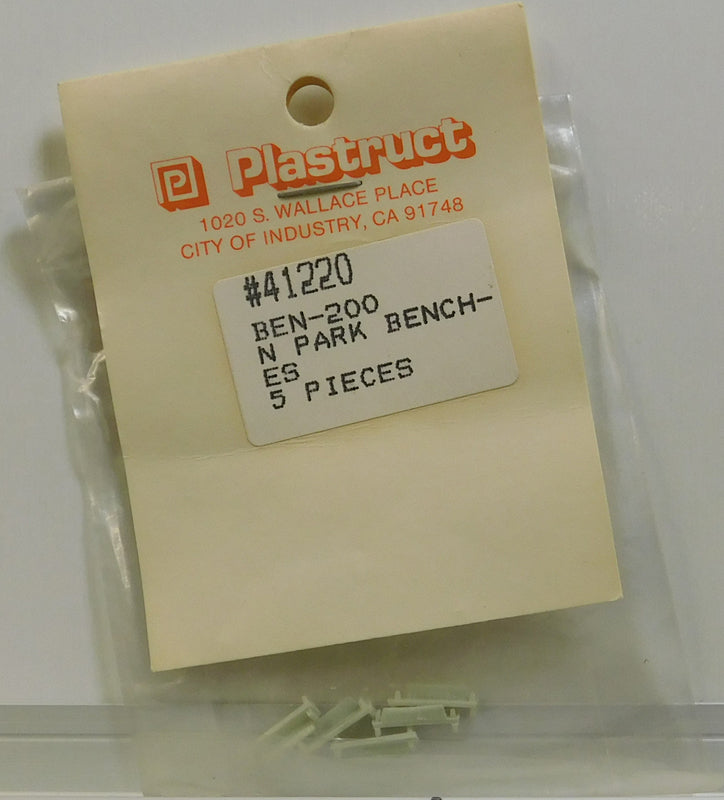 P Plastruct
1020 S. WALLACE PLACE
CITY OF INDUSTRY, CA 91748
#41220
BEN-200
N PARK BENCH-
ES
5 PIECES